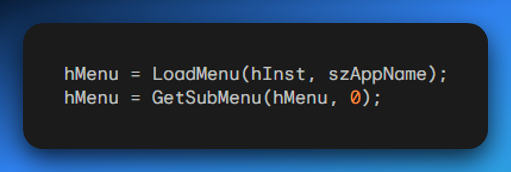 hMenu = LoadMenu(hInst, szAppName);
hMenu = GetSubMenu(hMenu, 0);